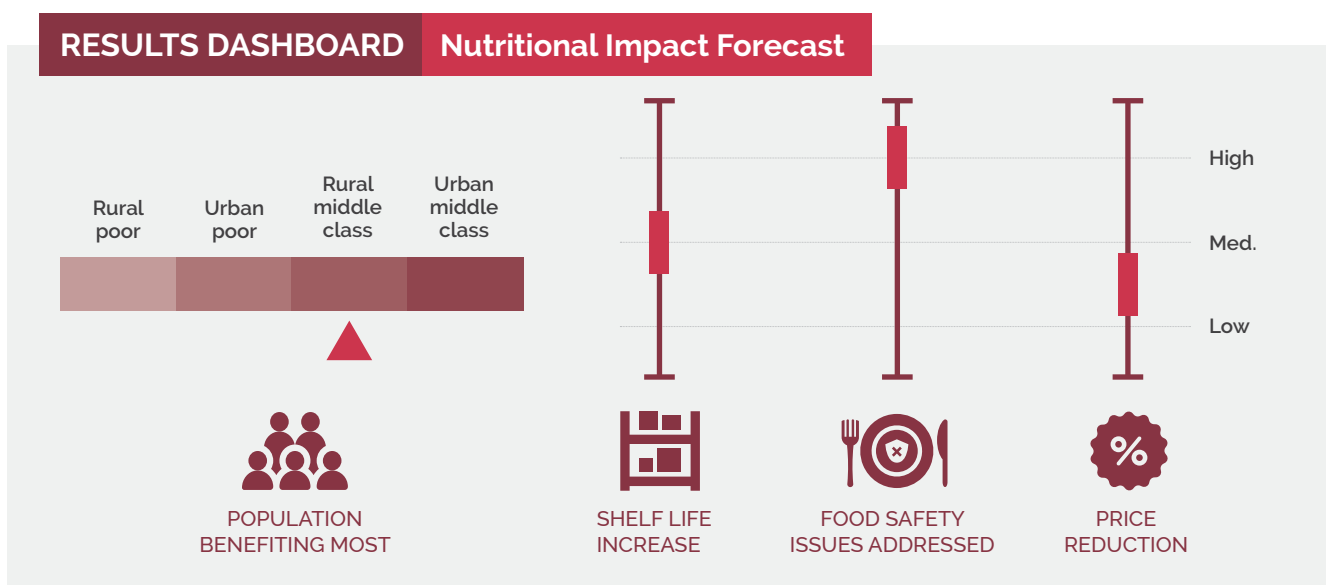 RESULTS DASHBOARD
Nutritional Impact Forecast
Rural
poor
Urban
poor
Rural
middle
class
Urban
middle
class
High
Med.
Low
POPULATION
BENEFITING MOST
SHELF LIFE
INCREASE
FOOD SAFETY
ISSUES ADDRESSED
%
PRICE
REDUCTION